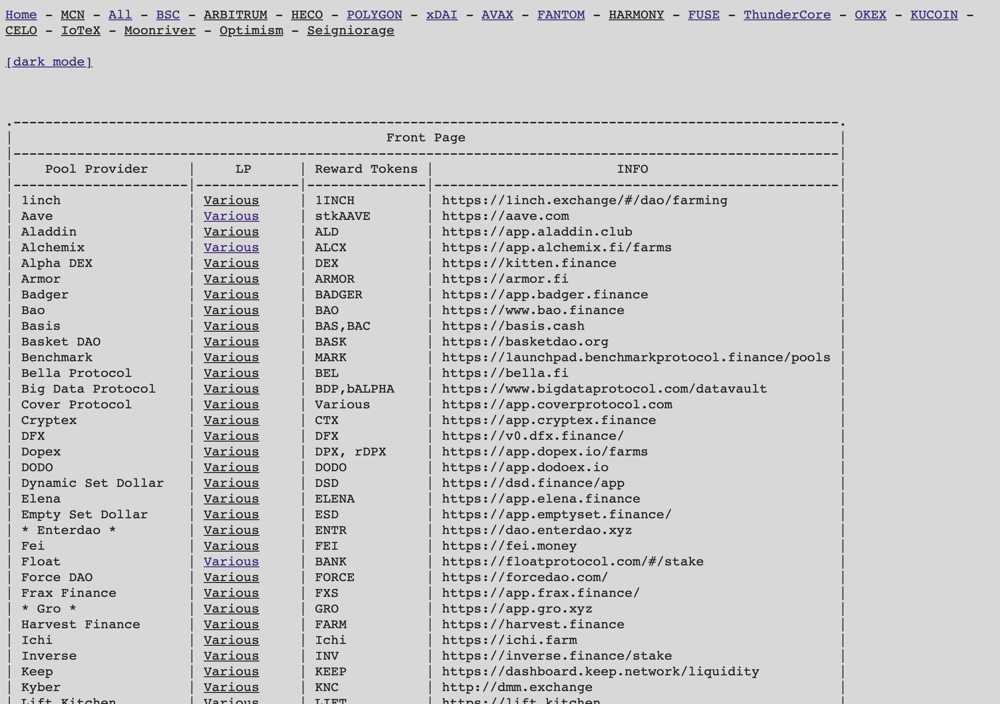 Home - MCN - All - BSC - ARBITRUM - HECO - POLYGON - xDAI - AVAX - FANTOM - HARMONY - FUSE - ThunderCore - OKEX - KUCOIN -
CELO - IoTeX - Moonriver - Optimism - Seigniorage
[dark mode]
Front Page
| Pool Provider | LP | Reward Tokens | INFO |
| 1inch | Various | 1INCH | https://1inch.exchange/#/dao/farming |
| Aave | Various | stkAAVE | https://aave.com |
| Aladdin | Various | ALD | https://app.aladdin.club |
| Alchemix | Various | ALCX | https://app.alchemix.fi/farms |
| Alpha DEX | Various | DEX | https://kitten.finance |
| Armor | Various | ARMOR | https://armor.fi |
| Badger | Various | BADGER | https://app.badger.finance |
| Bao | Various | BAO | https://www.bao.finance |
| Basis | Various | BAS,BAC | https://basis.cash |
| Basket DAO | Various | BASK | https://basketdao.org |
| Benchmark | Various | MARK | https://launchpad.benchmarkprotocol.finance/pools |
| Bella Protocol | Various | BEL | https://bella.fi |
| Big Data Protocol | Various | BDP,bALPHA | https://www.bigdataprotocol.com/datavault |
| Cover Protocol | Various | Various | https://app.coverprotocol.com |
| Cryptex | Various | CTX | https://app.cryptex.finance |
| DFX | Various | DFX | https://v0.dfx.finance/ |
| Dopex | Various | DPX, rDPX | https://app.dopex.io/farms |
| DODO | Various | DODO | https://app.dodoex.io |
| Dynamic Set Dollar | Various | DSD | https://dsd.finance/app |
| Elena | Various | ELENA | https://app.elena.finance |
| Empty Set Dollar | Various | ESD | https://app.emptyset.finance/ |
| * Enterdao * | Various | ENTR | https://dao.enterdao.xyz |
| Fei | Various | FEI | https://fei.money |
| Float | Various | BANK | https://floatprotocol.com/#/stake |
| Force DAO | Various | FORCE | https://forcedao.com/ |
| Frax Finance | Various | FXS | https://app.frax.finance/ |
| * Gro * | Various | GRO | https://app.gro.xyz |
| Harvest Finance | Various | FARM | https://harvest.finance |
| Ichi | Various | Ichi | https://ichi.farm |
| Inverse | Various | INV | https://inverse.finance/stake |
| Keep | Various | KEEP | https://dashboard.keep.network/liquidity |
| Kyber | Various | KNC | http://dmm.exchange |
| Lift Kitchen | Various | LIFT | https://lift.kitchen |